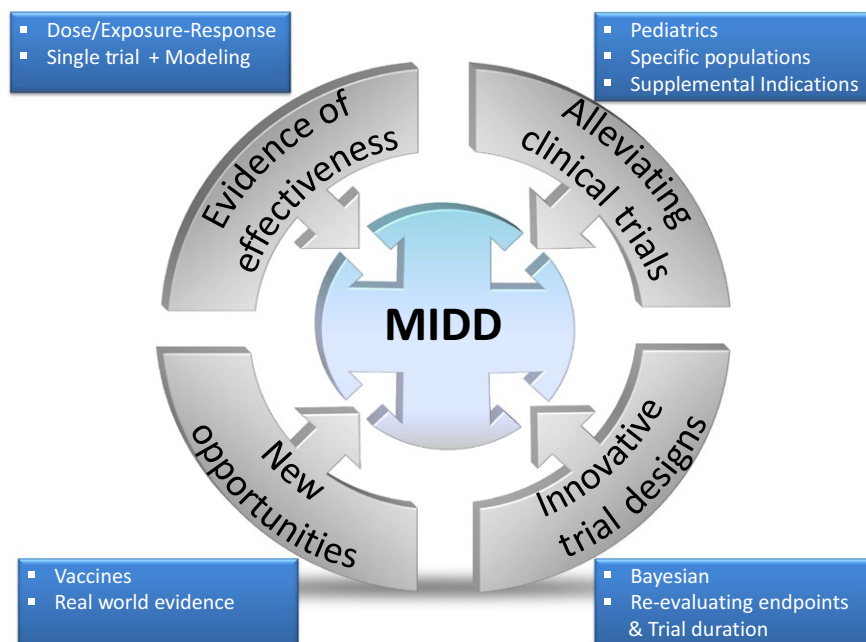 ▪ Dose/Exposure-Response
▪ Single trial + Modeling
▪ Pediatrics
▪ Specific populations
▪ Supplemental Indications
Evidence of
effectiveness
Alleviating
clinical trials
MIDD
New
opportunities
Innovative
trial designs
▪ Vaccines
▪ Real world evidence
▪ Bayesian
▪ Re-evaluating endpoints
& Trial duration